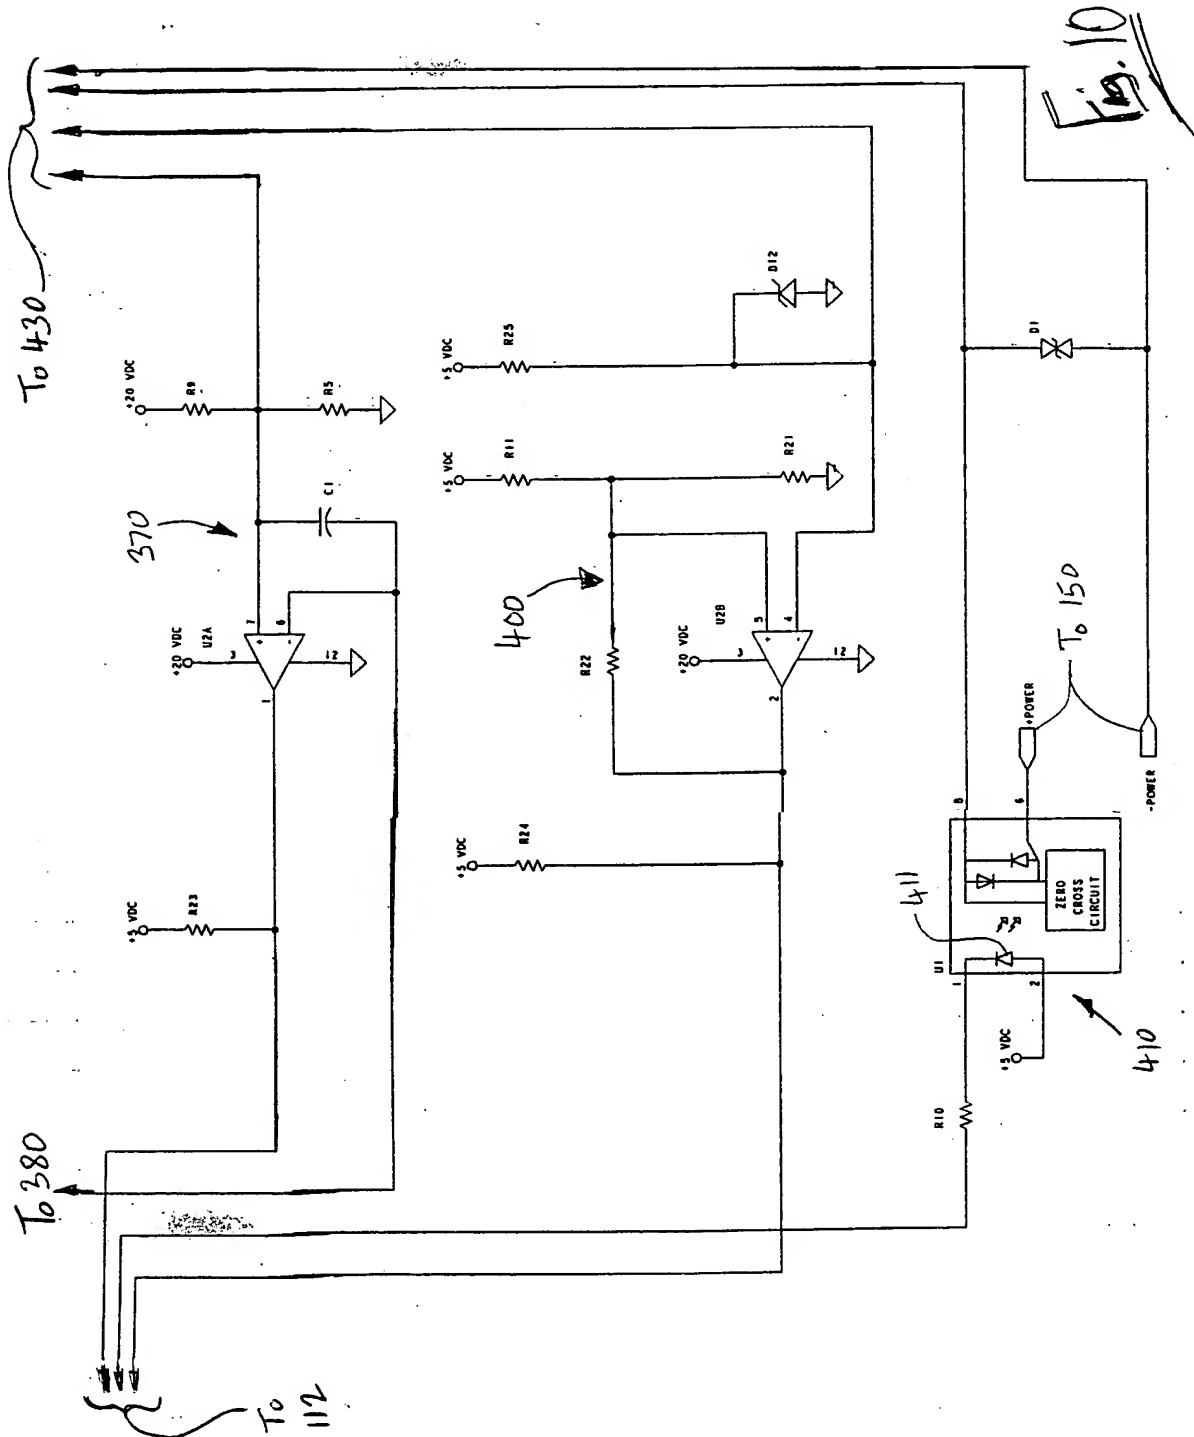 Fig. 10
To 430
+20 VDC
R9
R5
370
C1
+20 VDC
U2A
3
7
6
+
-
12
1
+5 VDC
R23
To 380
+5 VDC
R25
D12
+5 VDC
R11
R21
400
R22
+20 VDC
U2B
3
5
4
+
-
12
2
+5 VDC
R24
D1
To 150
+POWER
-POWER
8
6
U1
411
ZERO
CROSS
CIRCUIT
1
2
+5 VDC
410
R10
To
112